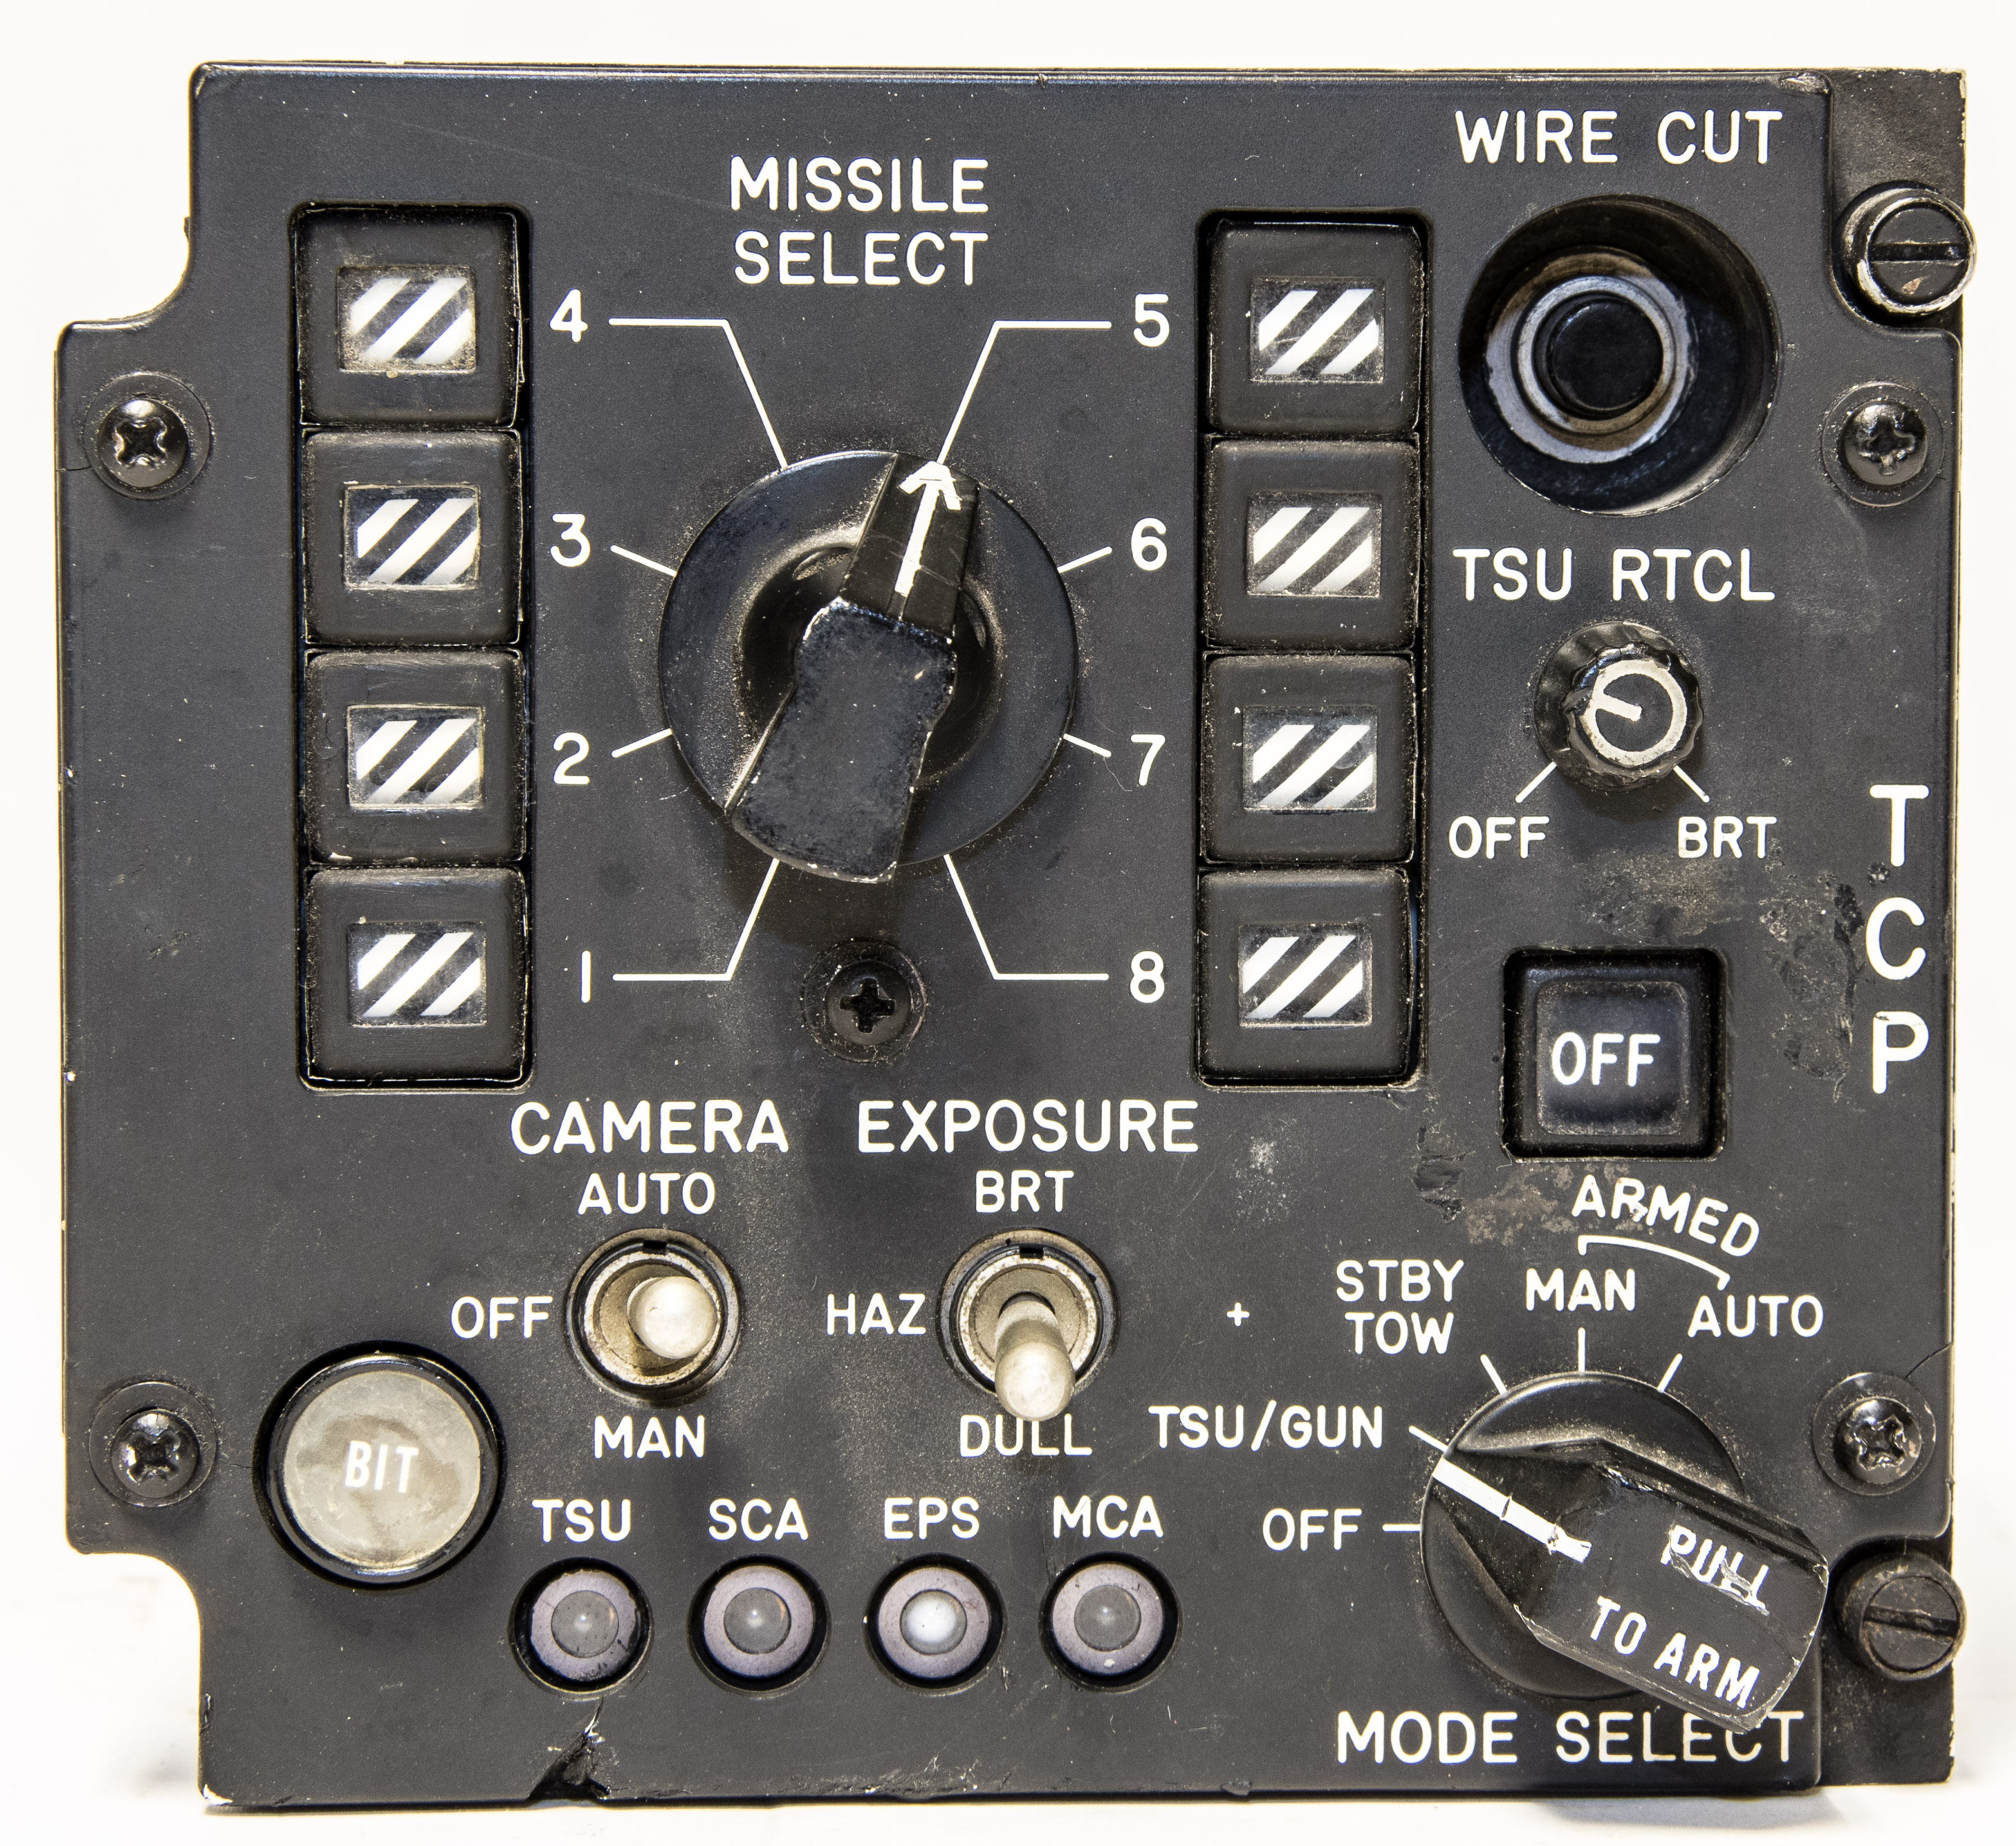 WIRE CUT
MISSILE
SELECT
4
5
3
6
TSU RTCL
2
7
OFF
BRT
T
C
P
1
8
OFF
CAMERA
EXPOSURE
AUTO
BRT
ARMED
STBY
TOW
MAN
AUTO
OFF
HAZ
+
MAN
DULL
TSU/GUN
BIT
TSU
SCA
EPS
MCA
OFF
PULL
TO ARM
MODE SELECT